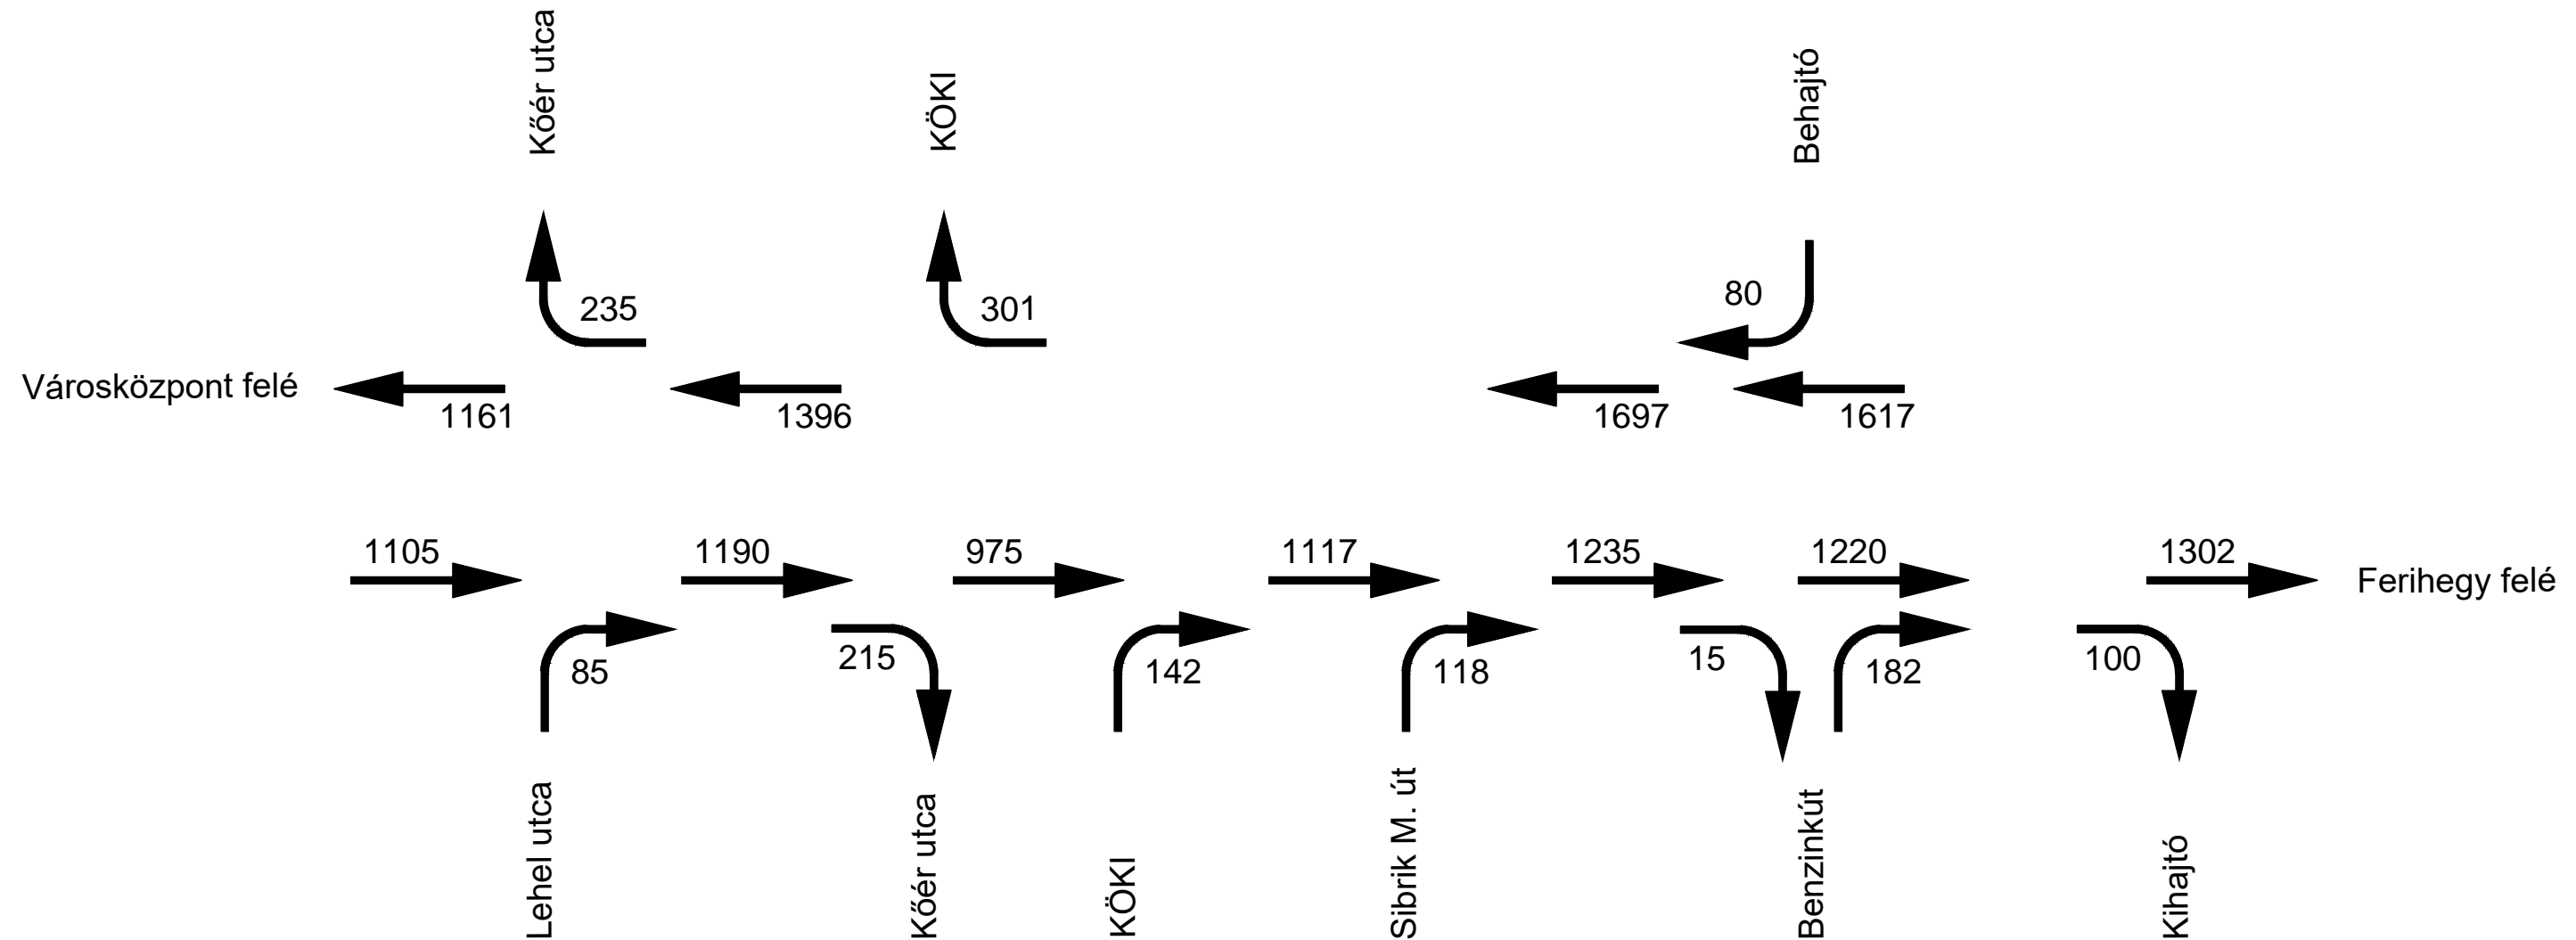 Kőér utca
KÖKI
Behajtó
235
301
80
Városközpont felé
1161
1396
1697
1617
1105
1190
975
1117
1235
1220
1302
Ferihegy felé
85
215
142
118
15
182
100
Lehel utca
Kőér utca
KÖKI
Sibrik M. út
Benzinkút
Kihajtó